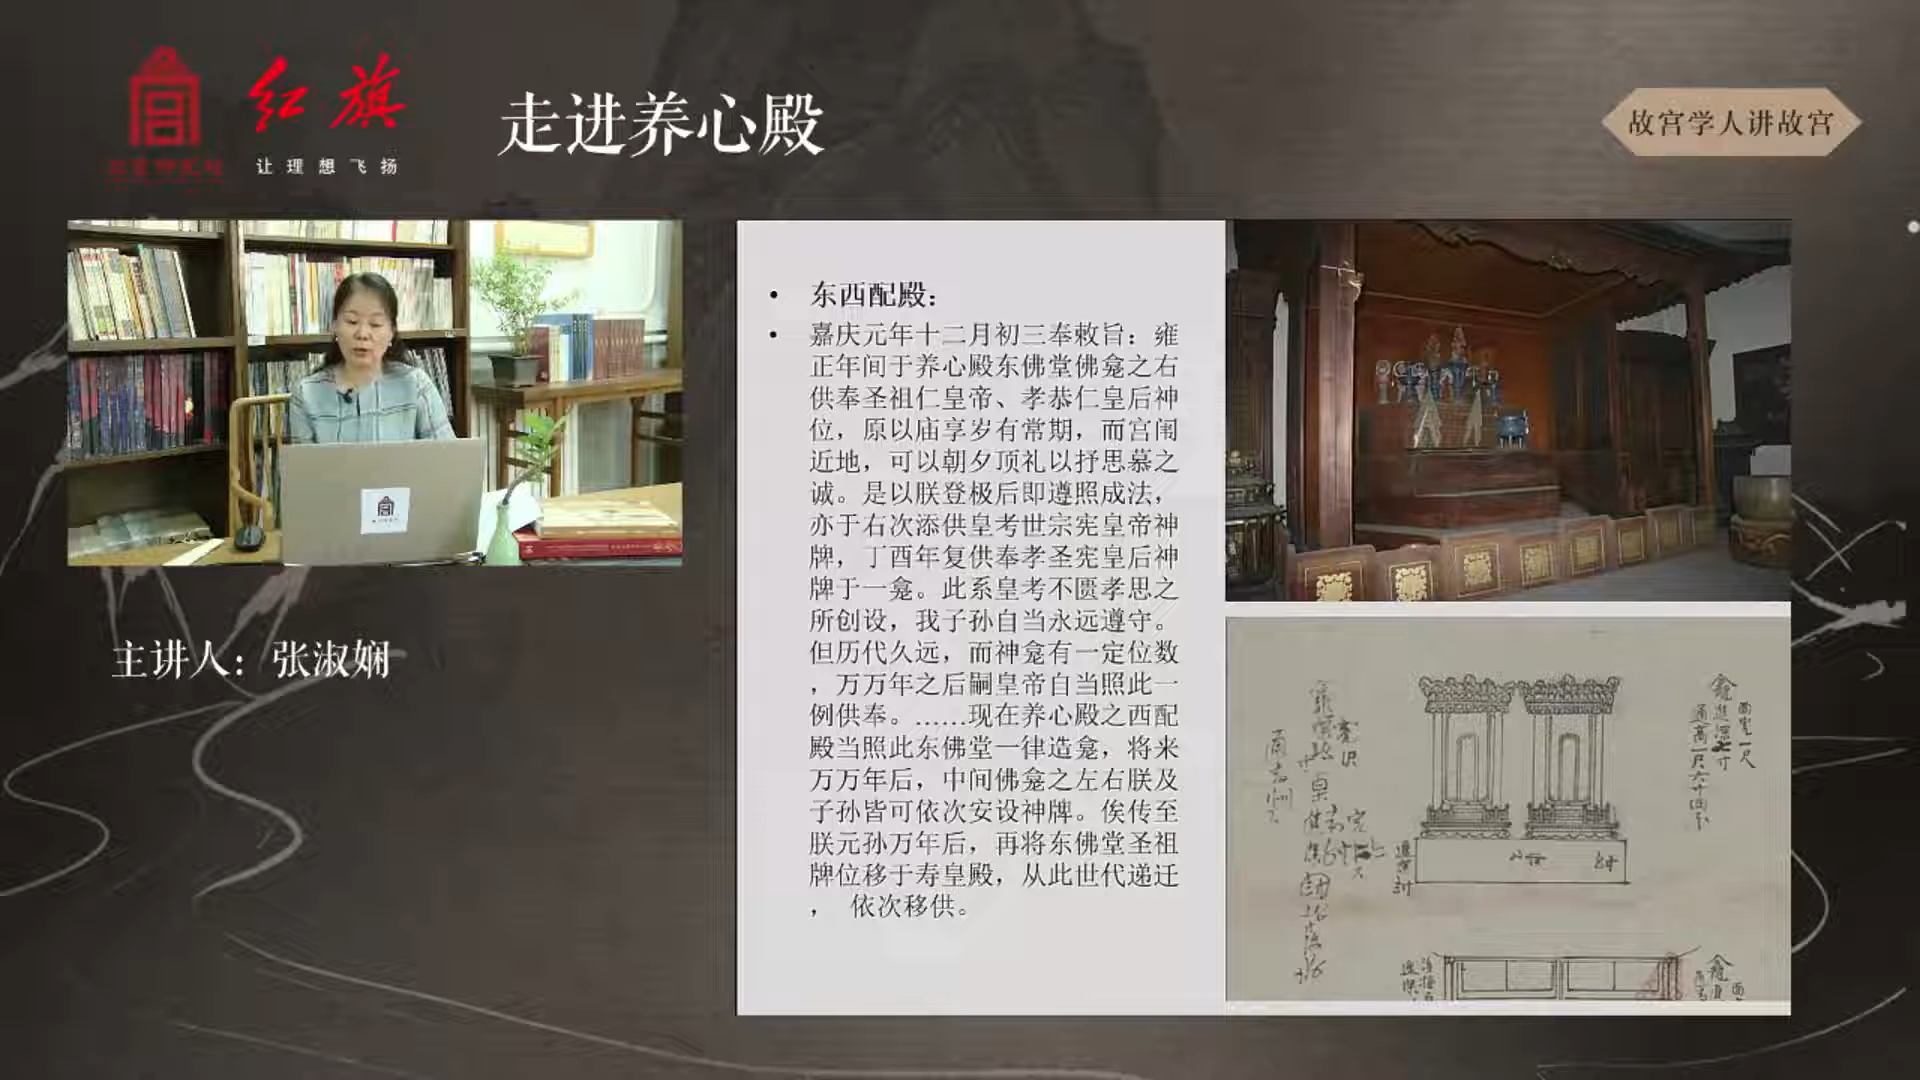 红旗
让理想飞扬
走进养心殿
故宫学人讲故宫
主讲人：张淑娴
• 东西配殿：
• 嘉庆元年十二月初三奉敕旨：雍
正年间于养心殿东佛堂佛龛之右
供奉圣祖仁皇帝、孝恭仁皇后神
位，原以庙享岁有常期，而宫闱
近地，可以朝夕顶礼以抒思慕之
诚。是以朕登极后即遵照成法，
亦于右次添供皇考世宗宪皇帝神
牌，丁酉年复供奉孝圣宪皇后神
牌于一龛。此系皇考不匮孝思之
所创设，我子孙自当永远遵守。
但历代久远，而神龛有一定位数
，万万年之后嗣皇帝自当照此一
例供奉。……现在养心殿之西配
殿当照此东佛堂一律造龛，将来
万万年后，中间佛龛之左右朕及
子孙皆可依次安设神牌。俟传至
朕元孙万年后，再将东佛堂圣祖
牌位移于寿皇殿，从此世代递迁
， 依次移供。
面宽一尺
龛进深七寸